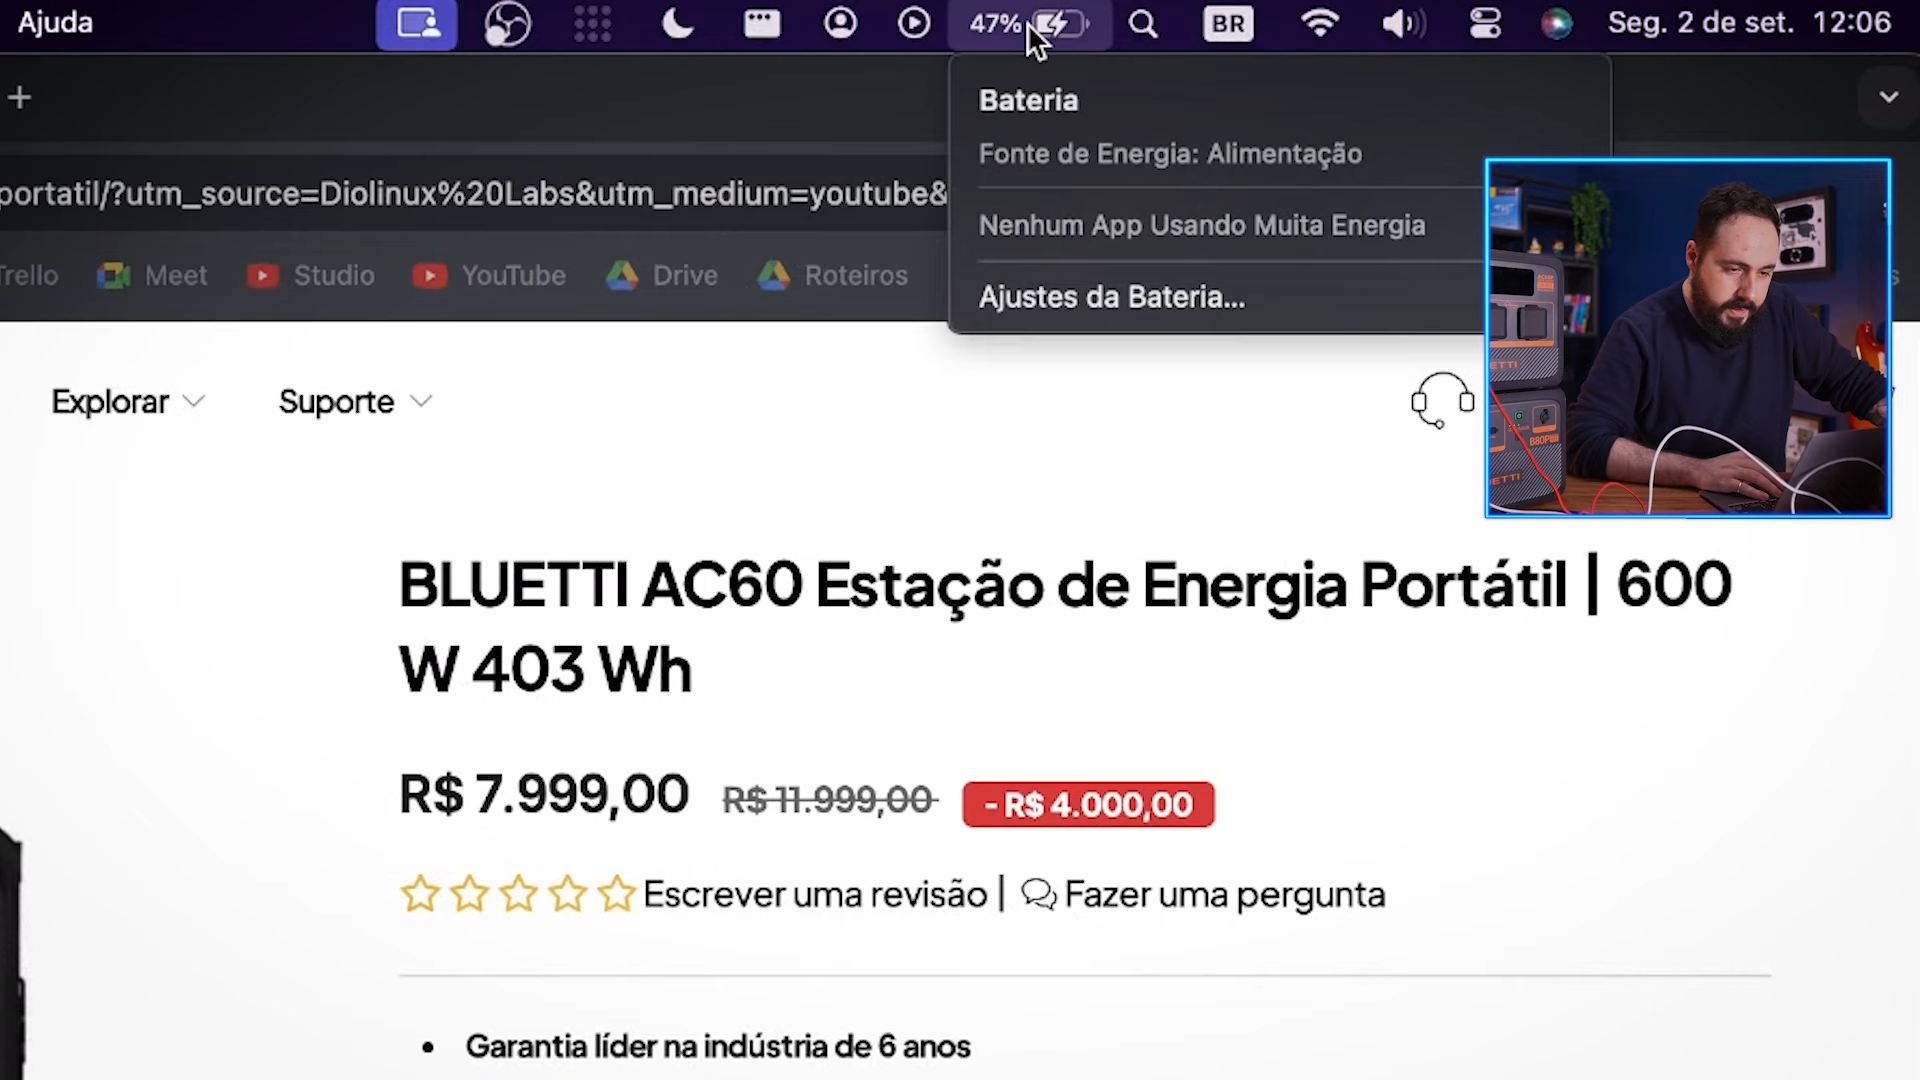 Ajuda
47%
BR
Seg. 2 de set. 12:06
Bateria
Fonte de Energia: Alimentação
portatil/?utm_source=Diolinux%20Labs&utm_medium=youtube&
Nenhum App Usando Muita Energia
Trello
Meet
Studio
YouTube
Drive
Roteiros
Ajustes da Bateria...
Explorar
Suporte
B80P
BLUETTI AC60 Estação de Energia Portátil | 600
W 403 Wh
R$ 7.999,00 R$ 11.999,00 - R$ 4.000,00
Escrever uma revisão | Fazer uma pergunta
• Garantia líder na indústria de 6 anos